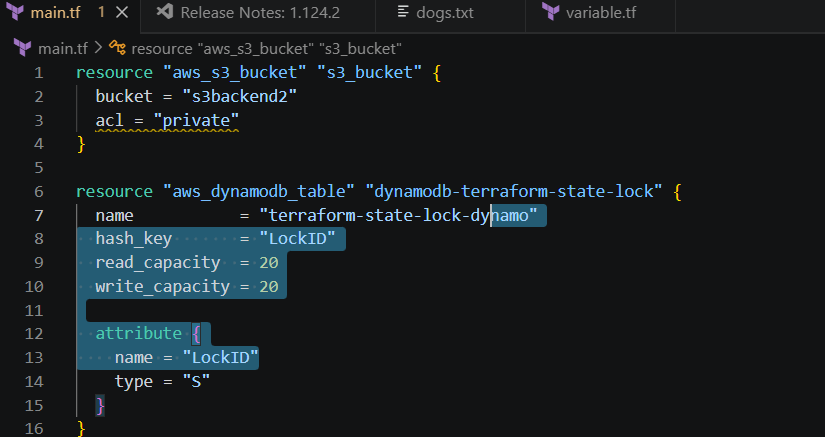 main.tf 1 × Release Notes: 1.124.2 dogs.txt variable.tf
main.tf > resource "aws_s3_bucket" "s3_bucket"
1 resource "aws_s3_bucket" "s3_bucket" {
2 bucket = "s3backend2"
3 acl = "private"
4 }
5
6 resource "aws_dynamodb_table" "dynamodb-terraform-state-lock" {
7 name = "terraform-state-lock-dynamo"
8 hash_key = "LockID"
9 read_capacity = 20
10 write_capacity = 20
11
12 attribute {
13 name = "LockID"
14 type = "S"
15 }
16 }